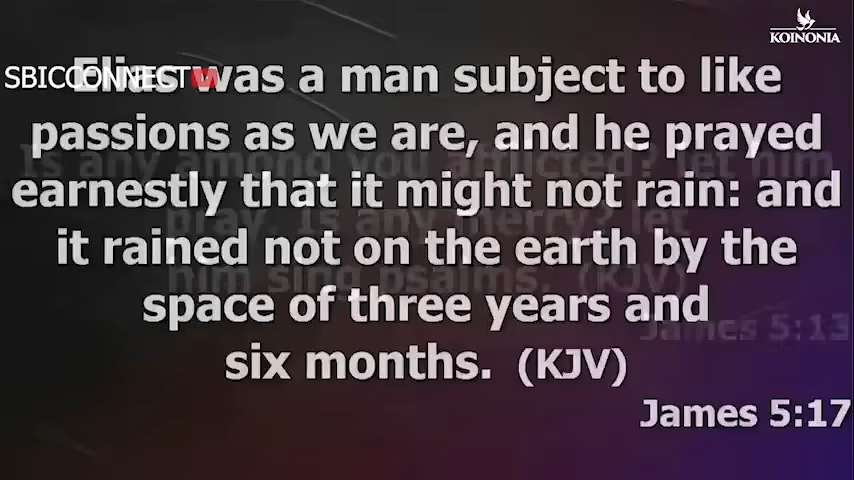 KOINONIA
SBICCONNECT
Elias was a man subject to like
passions as we are, and he prayed
earnestly that it might not rain: and
it rained not on the earth by the
space of three years and
six months. (KJV)
James 5:17
Is any among you afflicted? let him
pray. Is any merry? let
him sing psalms. (KJV)
James 5:13